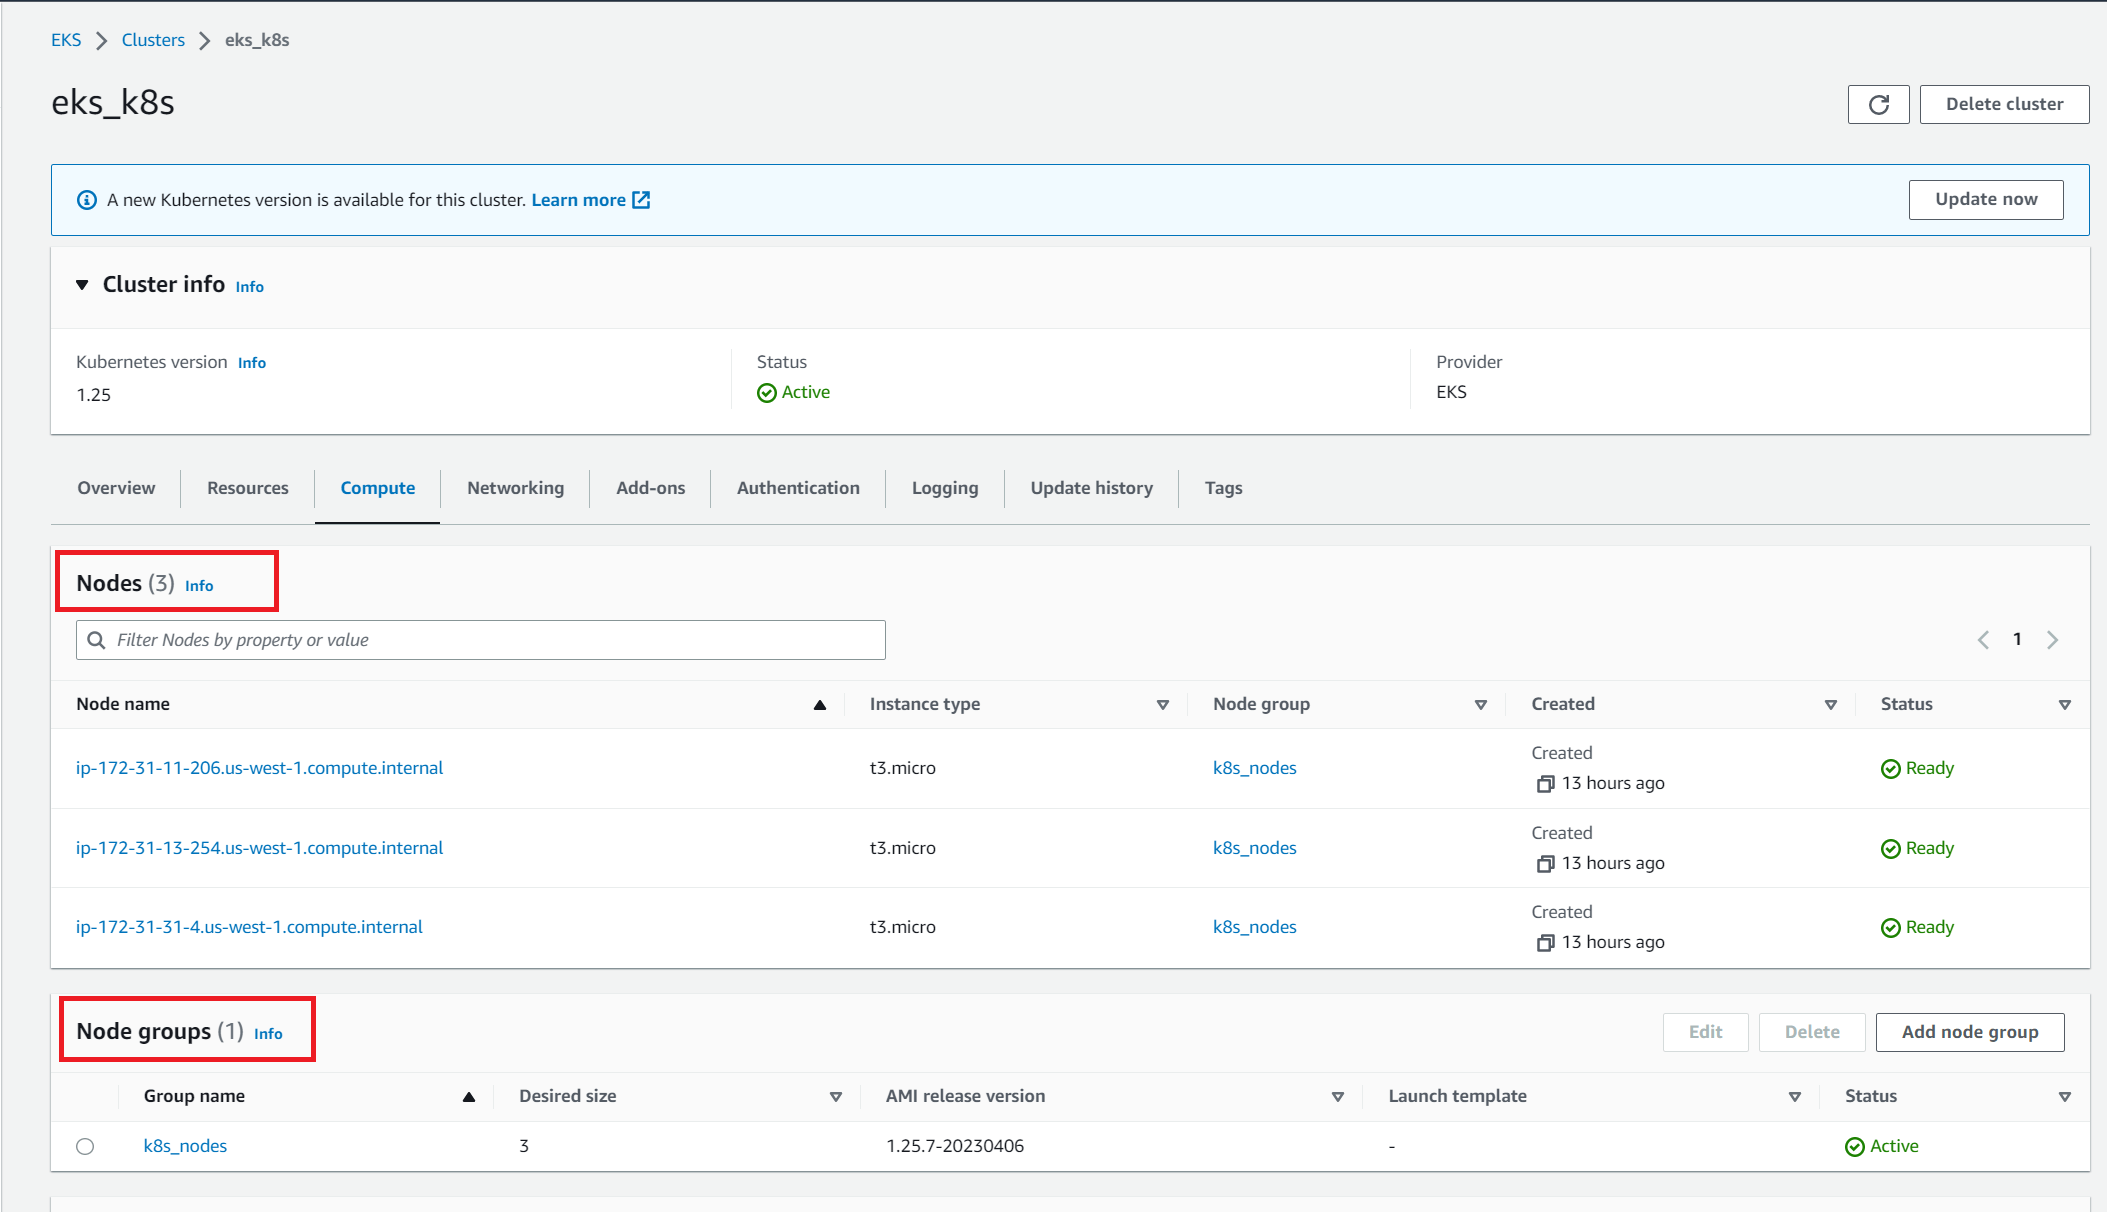 EKS > Clusters > eks_k8s
eks_k8s
Delete cluster
A new Kubernetes version is available for this cluster. Learn more
Update now
Cluster info Info
Kubernetes version Info
1.25
Status
Active
Provider
EKS
Overview Resources Compute Networking Add-ons Authentication Logging Update history Tags
Nodes (3) Info
Filter Nodes by property or value
1
Node name Instance type Node group Created Status
ip-172-31-11-206.us-west-1.compute.internal t3.micro k8s_nodes Created 13 hours ago Ready
ip-172-31-13-254.us-west-1.compute.internal t3.micro k8s_nodes Created 13 hours ago Ready
ip-172-31-31-4.us-west-1.compute.internal t3.micro k8s_nodes Created 13 hours ago Ready
Node groups (1) Info
Edit Delete Add node group
Group name Desired size AMI release version Launch template Status
k8s_nodes 3 1.25.7-20230406 - Active